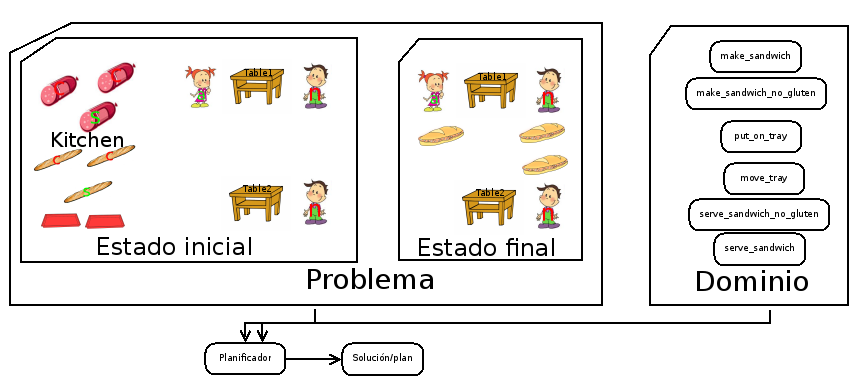 Table1
S
Kitchen
C
C
S
Table2
Estado inicial
Table1
Table2
Estado final
Problema
make_sandwich
make_sandwich_no_gluten
put_on_tray
move_tray
serve_sandwich_no_gluten
serve_sandwich
Dominio
Planificador
Solución/plan